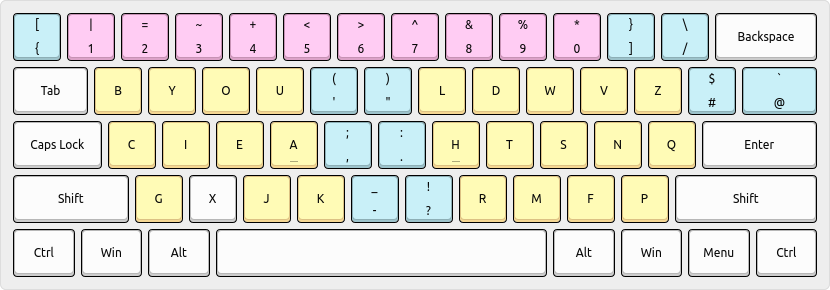 [ | = ~ + < > ^ & % * } \ Backspace
{ 1 2 3 4 5 6 7 8 9 0 ] /
Tab B Y O U ( ) L D W V Z $ `
' " # @
Caps Lock C I E A ; : H T S N Q Enter
, .
Shift G X J K _ ! R M F P Shift
- ?
Ctrl Win Alt Alt Win Menu Ctrl